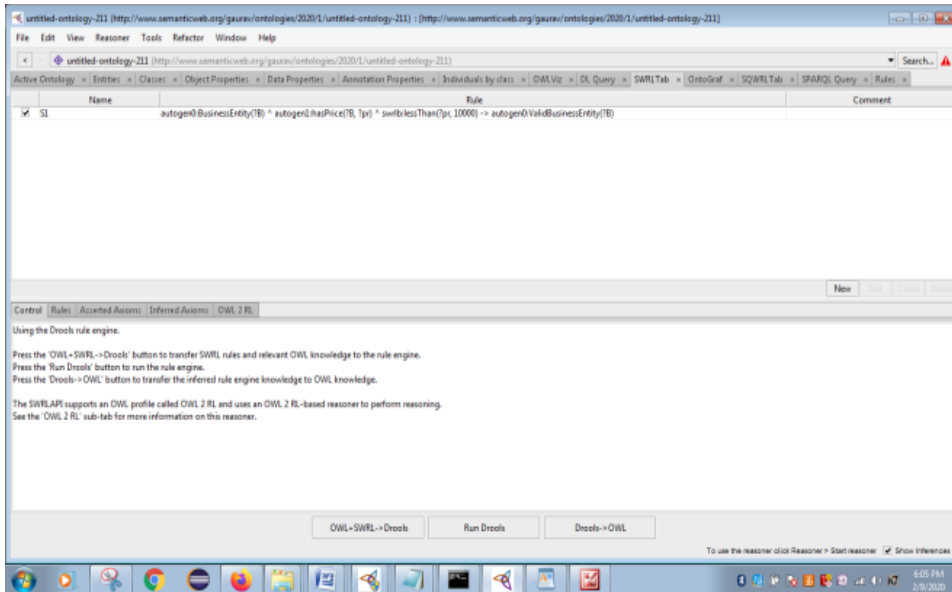 untitled-ontology-211 (http://www.semanticweb.org/gaurav/ontologies/2020/1/untitled-ontology-211) : [http://www.semanticweb.org/gaurav/ontologies/2020/1/untitled-ontology-211]
File Edit View Reasoner Tools Refactor Window Help
< untitled-ontology-211 (http://www.semanticweb.org/gaurav/ontologies/2020/1/untitled-ontology-211) Search...
Active Ontology × Entities × Classes × Object Properties × Data Properties × Annotation Properties × Individuals by class × OWLViz × DL Query × SWRLTab × OntoGraf × SQWRLTab × SPARQL Query × Rules ×
Name Rule Comment
S1 autogen0:BusinessEntity(?B) ^ autogen1:hasPrice(?B, ?pr) ^ swrlb:lessThan(?pr, 10000) -> autogen0:ValidBusinessEntity(?B)
New Edit Clone Delete
Control Rules Asserted Axioms Inferred Axioms OWL 2 RL
Using the Drools rule engine.
Press the 'OWL+SWRL->Drools' button to transfer SWRL rules and relevant OWL knowledge to the rule engine.
Press the 'Run Drools' button to run the rule engine.
Press the 'Drools->OWL' button to transfer the inferred rule engine knowledge to OWL knowledge.
The SWRLAPI supports an OWL profile called OWL 2 RL and uses an OWL 2 RL-based reasoner to perform reasoning.
See the 'OWL 2 RL' sub-tab for more information on this reasoner.
OWL+SWRL->Drools Run Drools Drools->OWL
To use the reasoner click Reasoner > Start reasoner Show Inferences
6:05 PM
2/9/2020